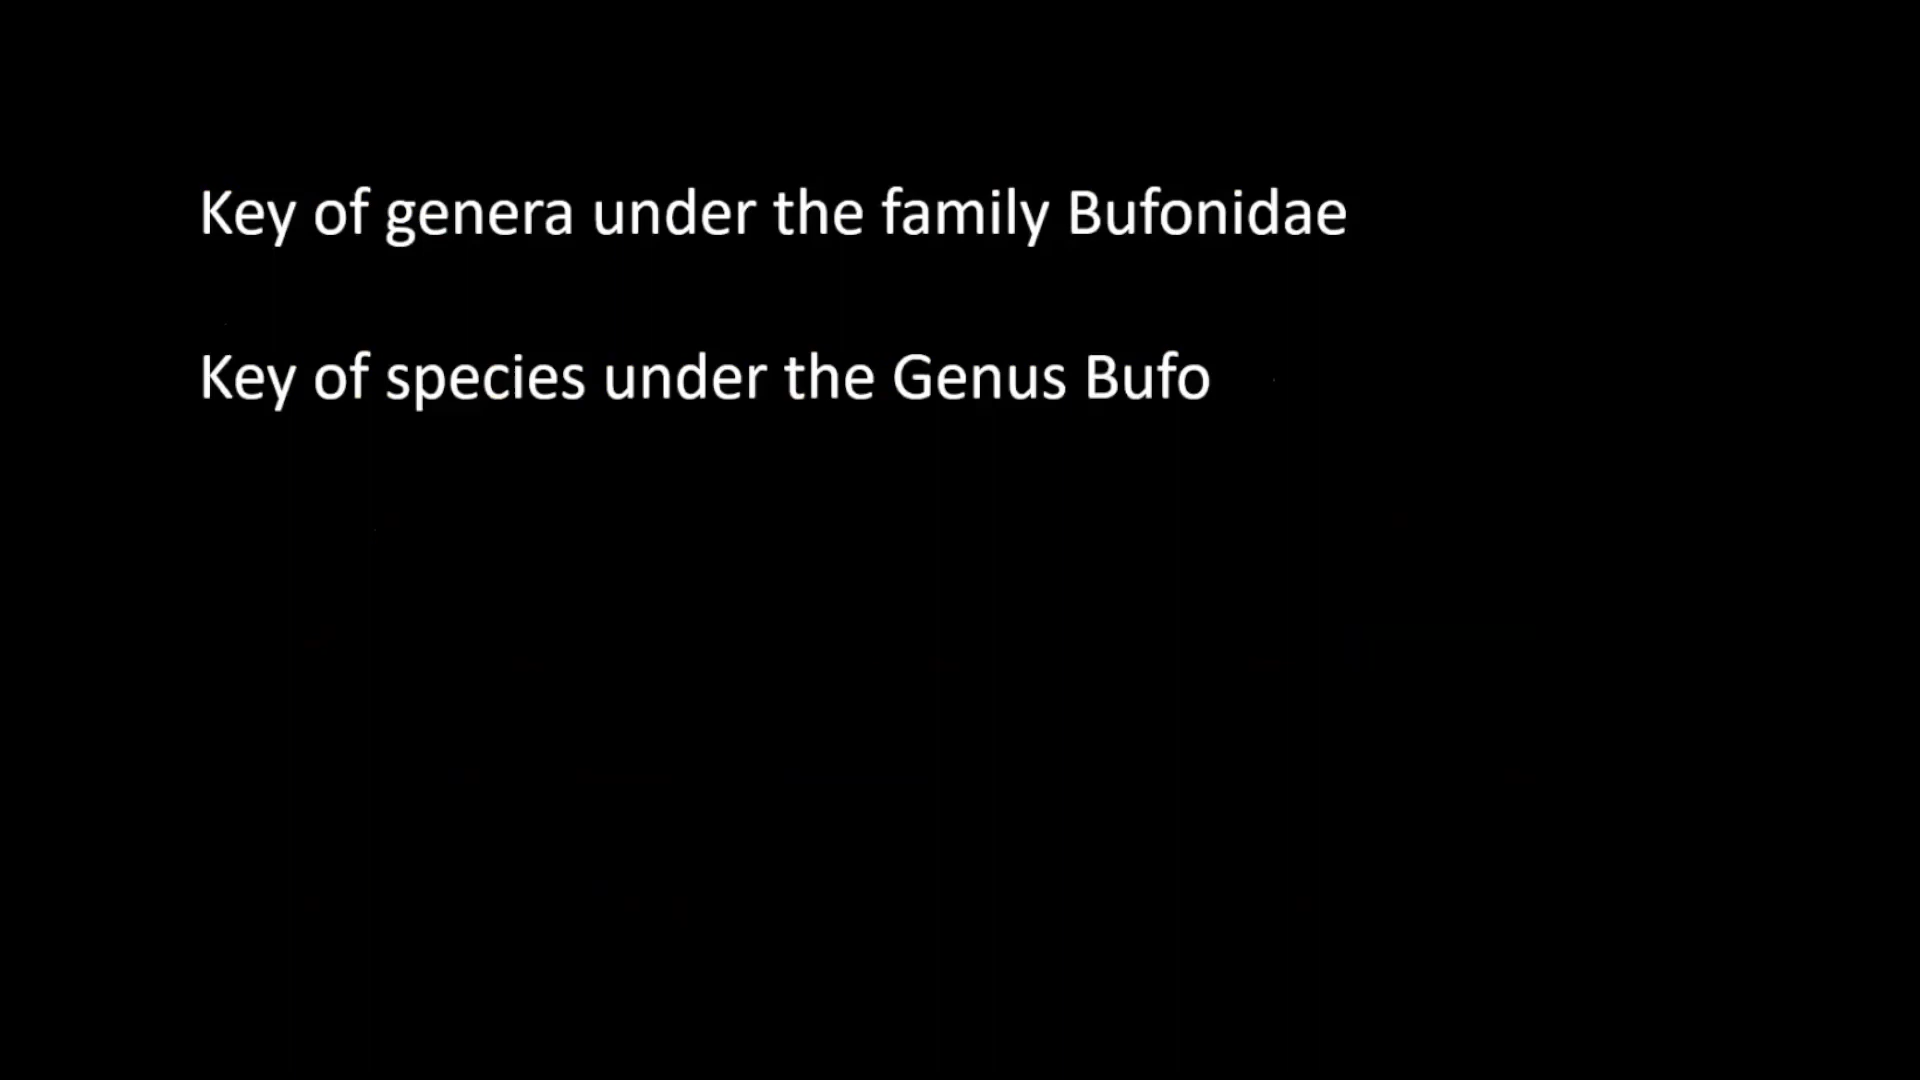 Key of genera under the family Bufonidae
Key of species under the Genus Bufo